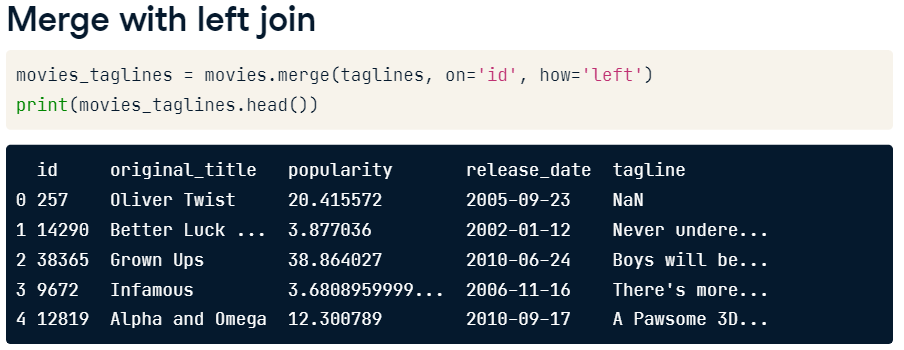 Merge with left join
movies_taglines = movies.merge(taglines, on='id', how='left')
print(movies_taglines.head())
id original_title popularity release_date tagline
0 257 Oliver Twist 20.415572 2005-09-23 NaN
1 14290 Better Luck ... 3.877036 2002-01-12 Never undere...
2 38365 Grown Ups 38.864027 2010-06-24 Boys will be...
3 9672 Infamous 3.6808959999... 2006-11-16 There's more...
4 12819 Alpha and Omega 12.300789 2010-09-17 A Pawsome 3D...